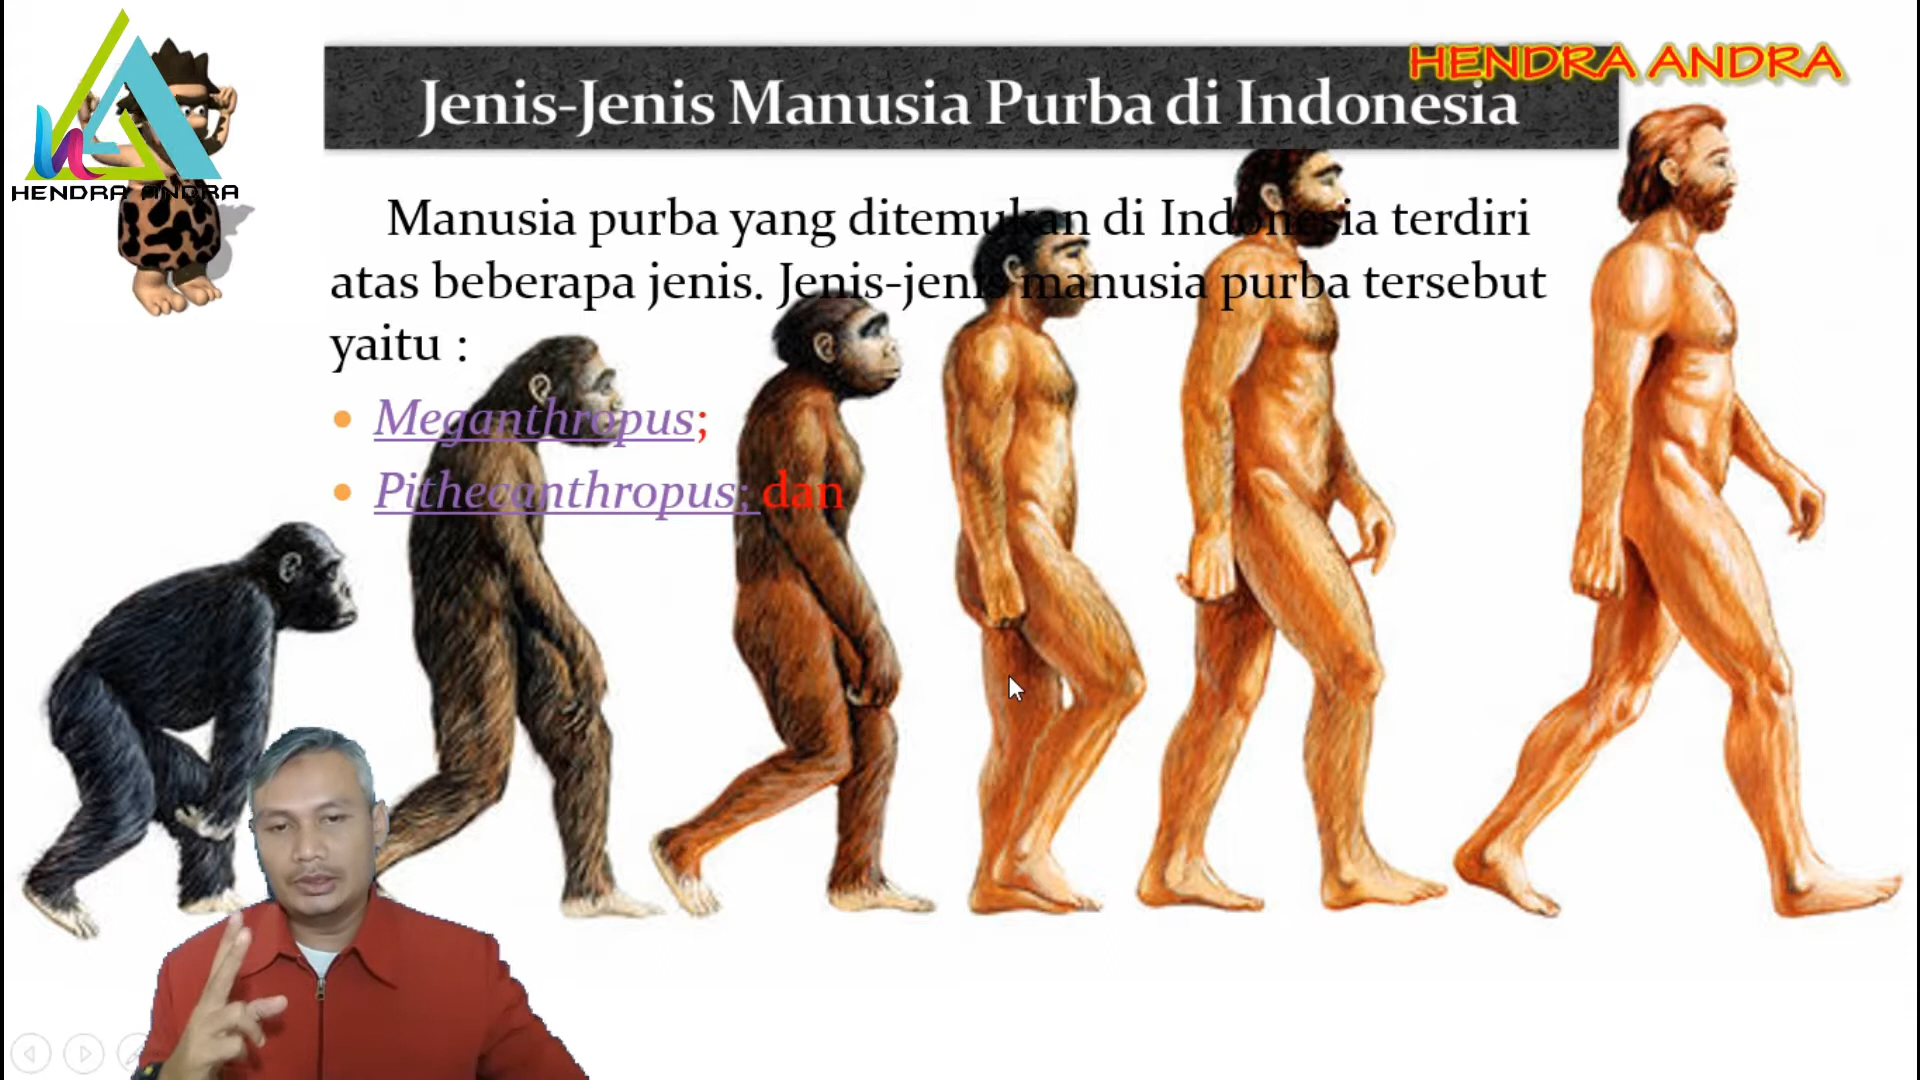 HENDRA ANDRA
Jenis-Jenis Manusia Purba di Indonesia
HENDRA ANDRA
Manusia purba yang ditemukan di Indonesia terdiri
atas beberapa jenis. Jenis-jenis manusia purba tersebut
yaitu :
• Meganthropus;
• Pithecanthropus; dan